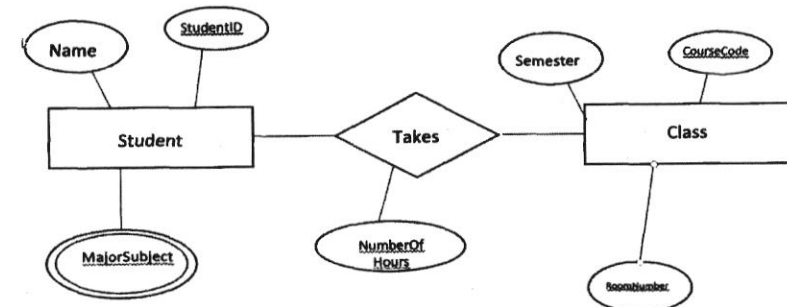 StudentID
Name
CourseCode
Semester
Student
Takes
Class
MajorSubject
NumberOf
Hours
RoomNumber